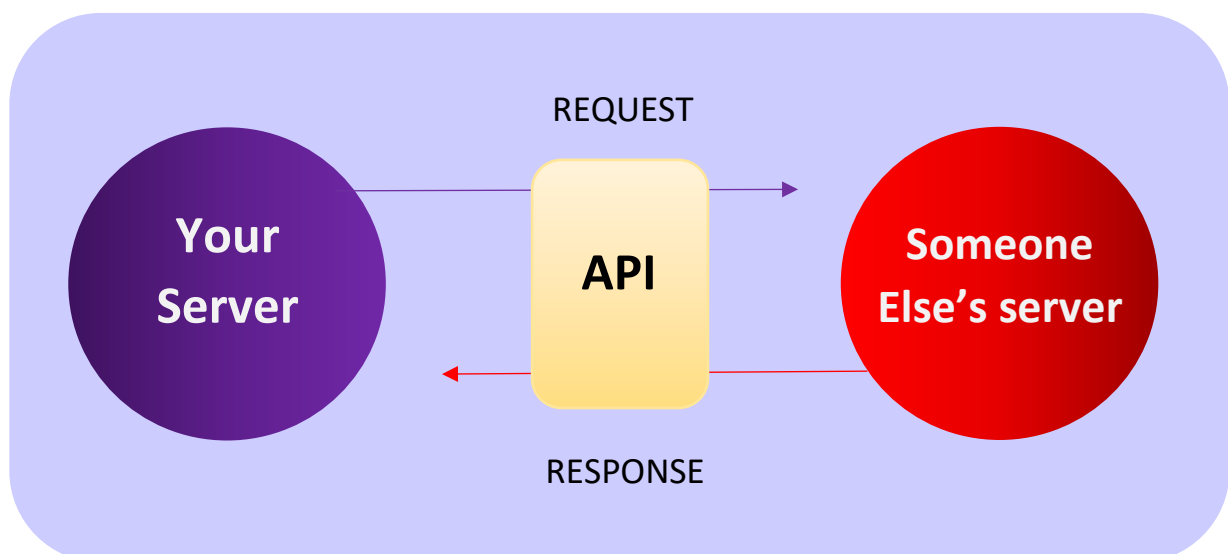 REQUEST
Your
Server
API
Someone
Else’s server
RESPONSE